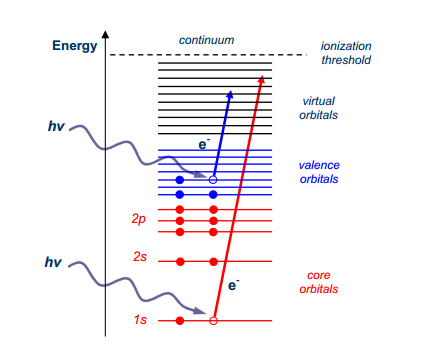 Energy
continuum
ionization
threshold
virtual
orbitals
hν
e-
valence
orbitals
2p
2s
hν
e-
core
orbitals
1s